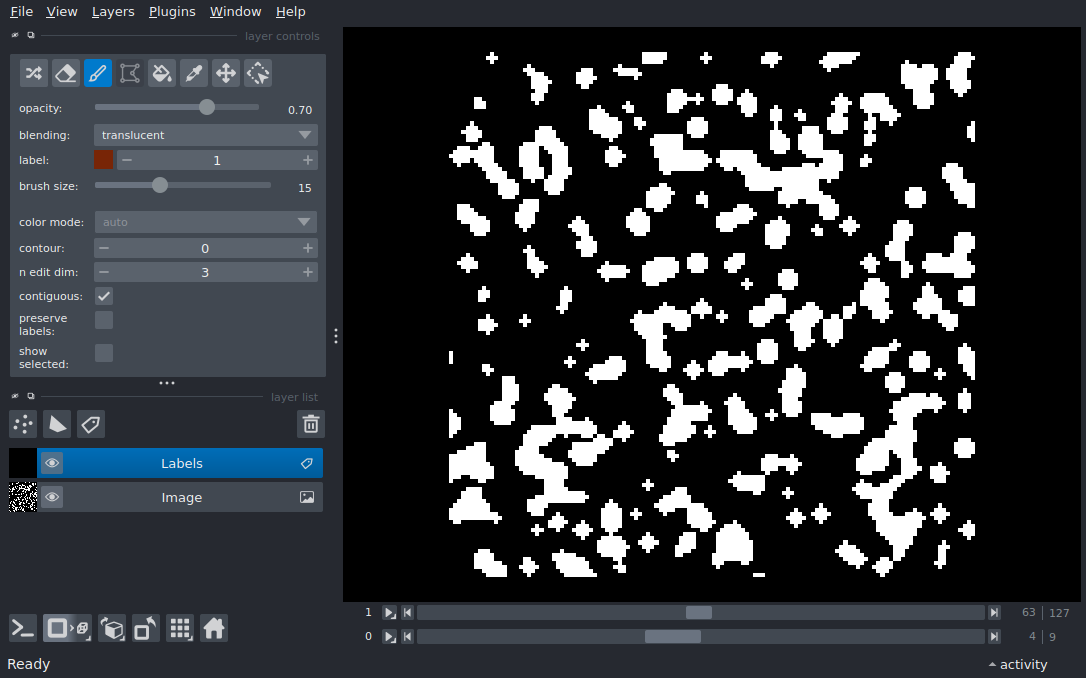 File View Layers Plugins Window Help
layer controls
opacity: 0.70
blending: translucent
label: 1
brush size: 15
color mode: auto
contour: 0
n edit dim: 3
contiguous:
preserve
labels:
show
selected:
layer list
Labels
Image
1 63 127
0 4 9
Ready activity